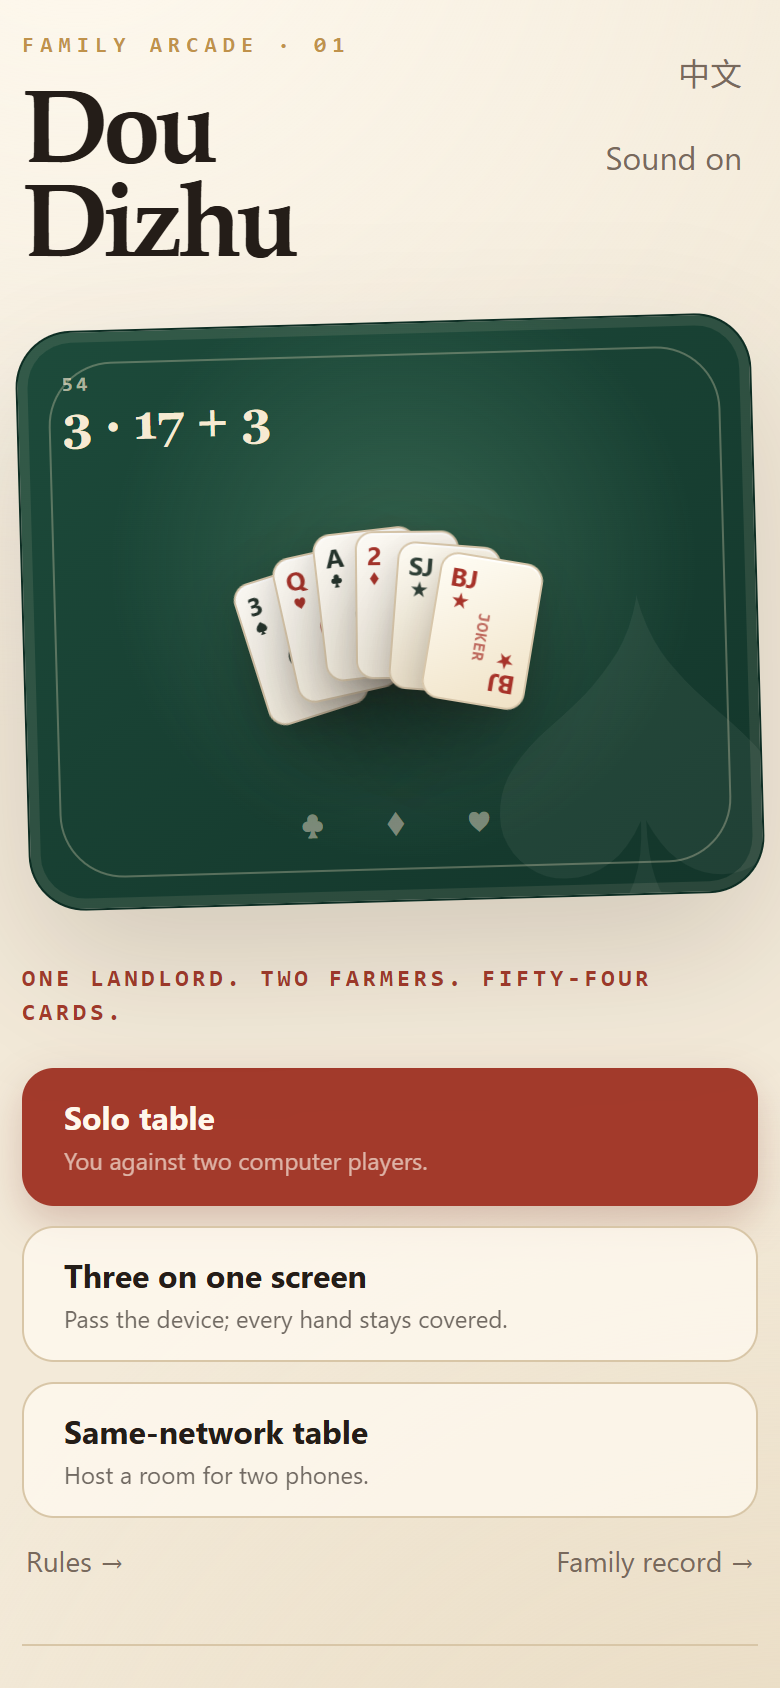 FAMILY ARCADE · 01
中文
Dou
Dizhu
Sound on
54
3 · 17 + 3
3
Q
A
2
SJ
BJ
JOKER
BJ
ONE LANDLORD. TWO FARMERS. FIFTY-FOUR
CARDS.
Solo table
You against two computer players.
Three on one screen
Pass the device; every hand stays covered.
Same-network table
Host a room for two phones.
Rules →
Family record →